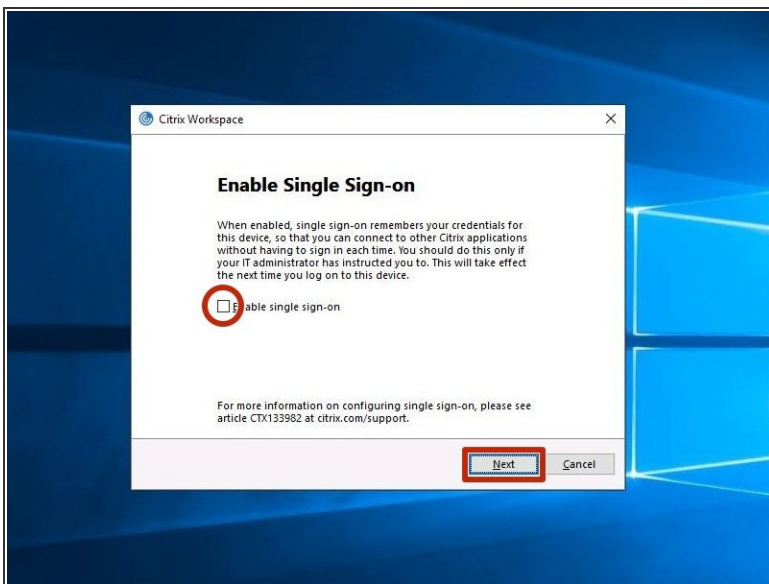 Citrix Workspace
Enable Single Sign-on
When enabled, single sign-on remembers your credentials for
this device, so that you can connect to other Citrix applications
without having to sign in each time. You should do this only if
your IT administrator has instructed you to. This will take effect
the next time you log on to this device.
Enable single sign-on
For more information on configuring single sign-on, please see
article CTX133982 at citrix.com/support.
Next
Cancel